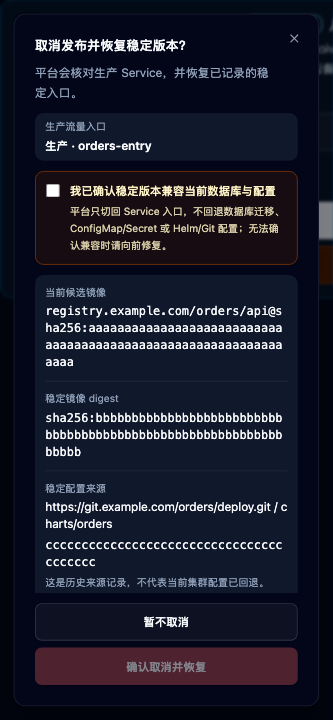 取消发布并恢复稳定版本？
平台会核对生产 Service，并恢复已记录的稳
定入口。
生产流量入口
生产 · orders-entry
我已确认稳定版本兼容当前数据库与配置
平台只切回 Service 入口，不回退数据库迁移、
ConfigMap/Secret 或 Helm/Git 配置；无法确
认兼容时请向前修复。
当前候选镜像
registry.example.com/orders/api@s
ha256:aaaaaaaaaaaaaaaaaaaaaaaaaaa
aaaaaaaaaaaaaaaaaaaaaaaaaaaaaaaaa
aaaa
稳定镜像 digest
sha256:bbbbbbbbbbbbbbbbbbbbbbbbbb
bbbbbbbbbbbbbbbbbbbbbbbbbbbbbbbbb
bbbbb
稳定配置来源
https://git.example.com/orders/deploy.git / c
harts/orders
ccccccccccccccccccccccccccccccccc
ccccccc
这是历史来源记录，不代表当前集群配置已回退。
暂不取消
确认取消并恢复